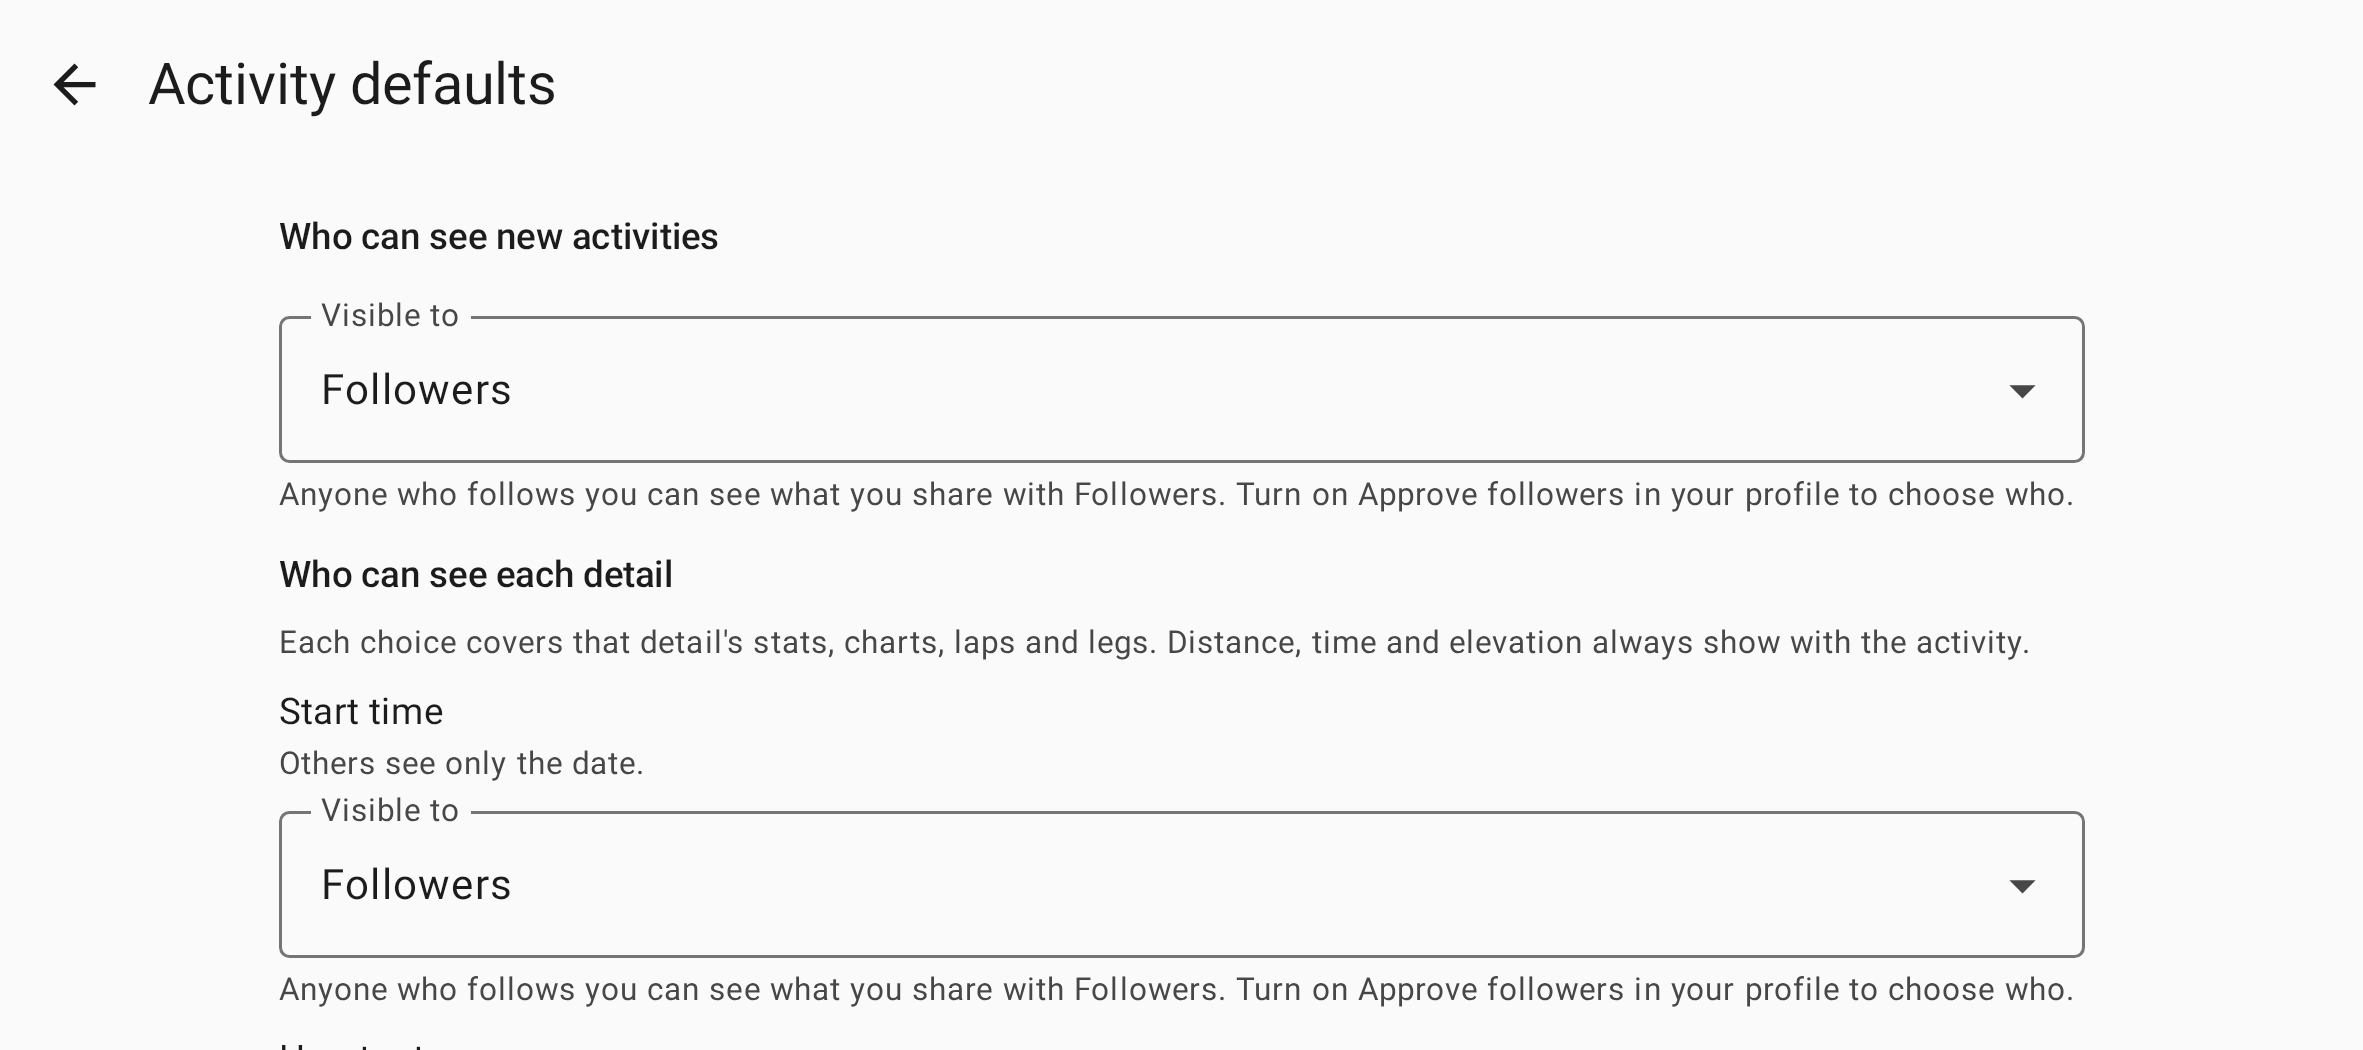 Activity defaults
Who can see new activities
Visible to
Followers
Anyone who follows you can see what you share with Followers. Turn on Approve followers in your profile to choose who.
Who can see each detail
Each choice covers that detail's stats, charts, laps and legs. Distance, time and elevation always show with the activity.
Start time
Others see only the date.
Visible to
Followers
Anyone who follows you can see what you share with Followers. Turn on Approve followers in your profile to choose who.